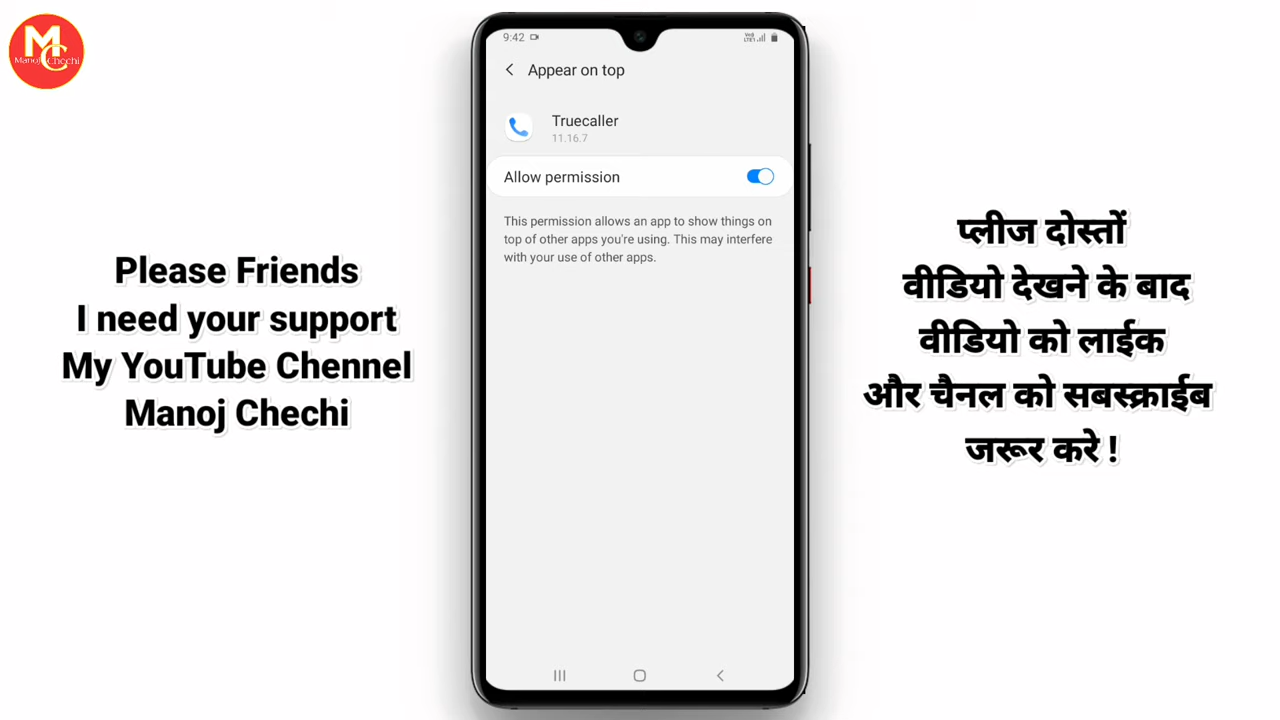 MC
Manoj Chechi
9:42
Appear on top
Truecaller
11.16.7
Allow permission
This permission allows an app to show things on
top of other apps you're using. This may interfere
with your use of other apps.
Please Friends
I need your support
My YouTube Chennel
Manoj Chechi
प्लीज दोस्तों
वीडियो देखने के बाद
वीडियो को लाईक
और चैनल को सबस्क्राईब
जरूर करे !